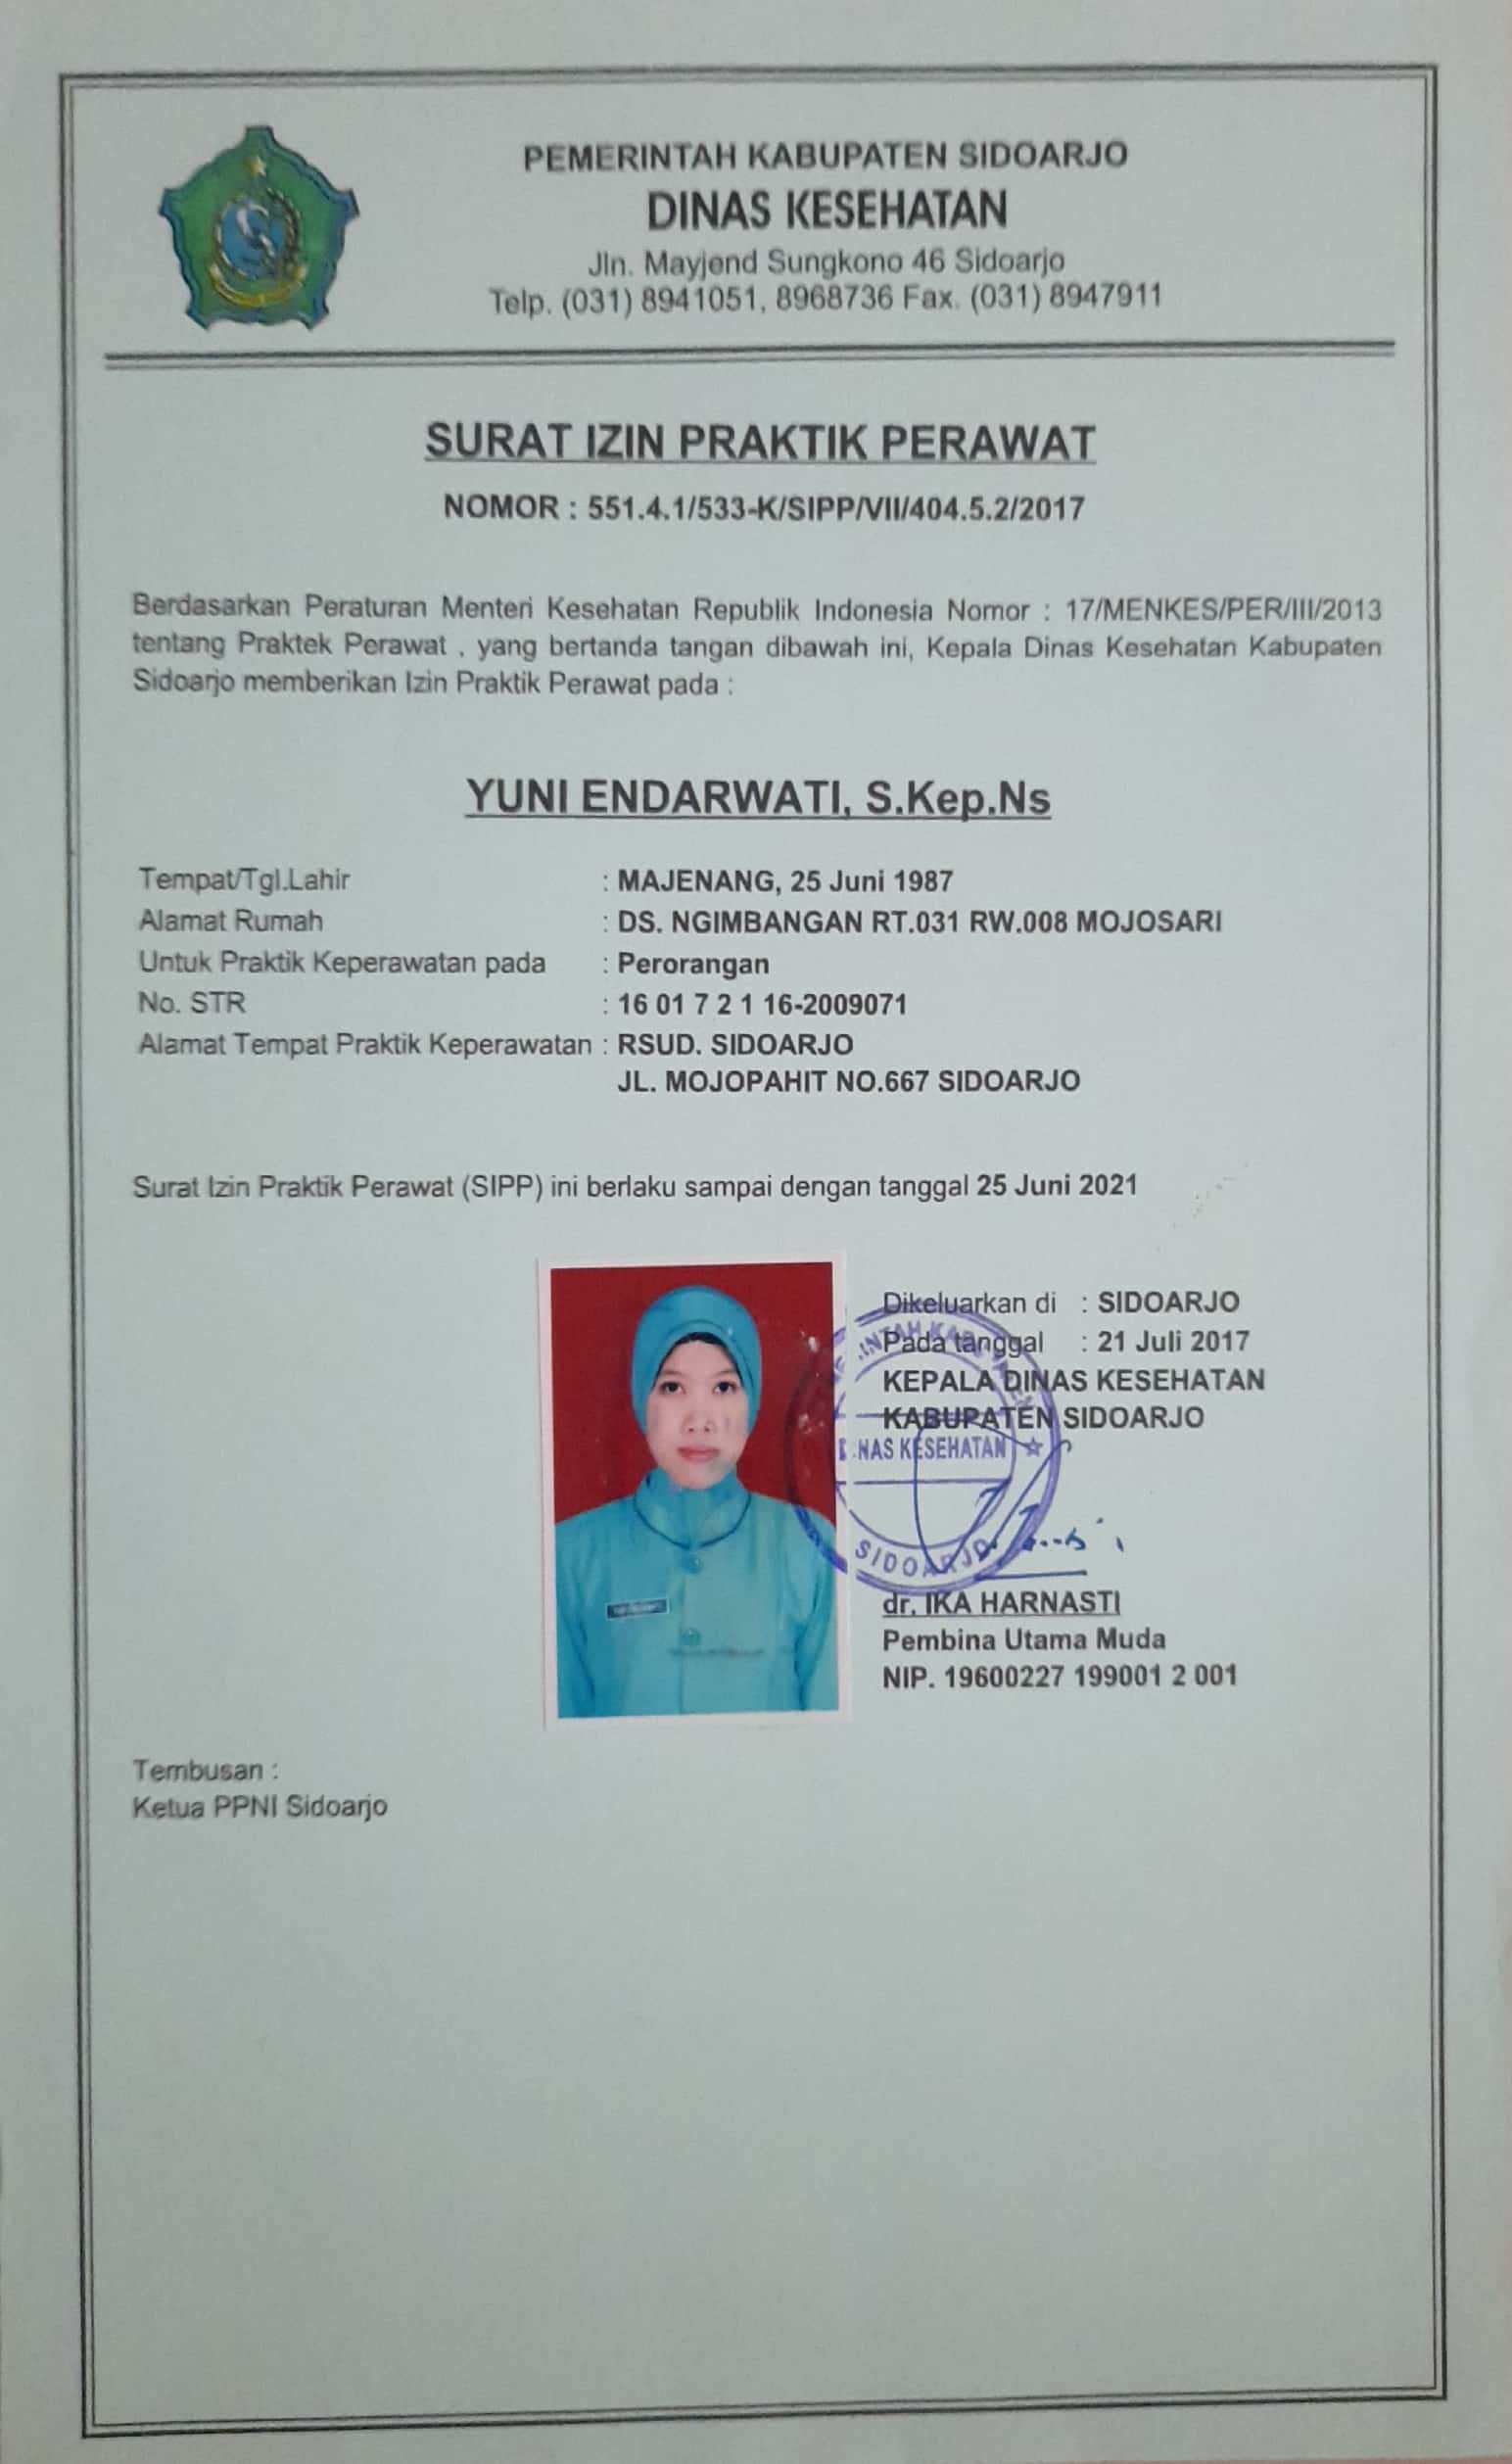 PEMERINTAH KABUPATEN SIDOARJO
DINAS KESEHATAN
Jln. Mayjend Sungkono 46 Sidoarjo
Telp. (031) 8941051, 8968736 Fax. (031) 8947911
SURAT IZIN PRAKTIK PERAWAT
NOMOR : 551.4.1/533-K/SIPP/VII/404.5.2/2017
Berdasarkan Peraturan Menteri Kesehatan Republik Indonesia Nomor : 17/MENKES/PER/III/2013
tentang Praktek Perawat , yang bertanda tangan dibawah ini, Kepala Dinas Kesehatan Kabupaten
Sidoarjo memberikan Izin Praktik Perawat pada :
YUNI ENDARWATI, S.Kep.Ns
Tempat/Tgl.Lahir : MAJENANG, 25 Juni 1987
Alamat Rumah : DS. NGIMBANGAN RT.031 RW.008 MOJOSARI
Untuk Praktik Keperawatan pada : Perorangan
No. STR : 16 01 7 2 1 16-2009071
Alamat Tempat Praktik Keperawatan : RSUD. SIDOARJO
JL. MOJOPAHIT NO.667 SIDOARJO
Surat Izin Praktik Perawat (SIPP) ini berlaku sampai dengan tanggal 25 Juni 2021
Dikeluarkan di : SIDOARJO
Pada tanggal : 21 Juli 2017
KEPALA DINAS KESEHATAN
KABUPATEN SIDOARJO
KESEHATAN
SIDOARJO
dr. IKA HARNASTI
Pembina Utama Muda
NIP. 19600227 199001 2 001
Tembusan :
Ketua PPNI Sidoarjo